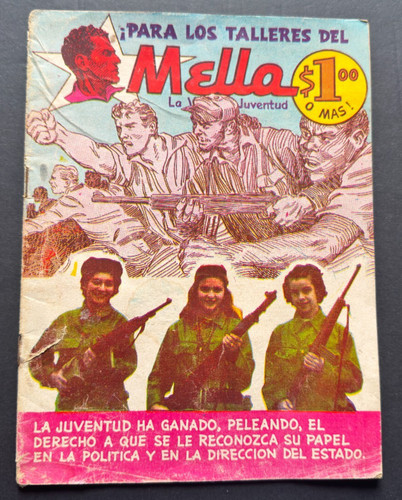 ¡PARA LOS TALLERES DEL
Mella
La Juventud
$1.00
O MAS!
LA JUVENTUD HA GANADO, PELEANDO, EL
DERECHO A QUE SE LE RECONOZCA SU PAPEL
EN LA POLITICA Y EN LA DIRECCION DEL ESTADO.